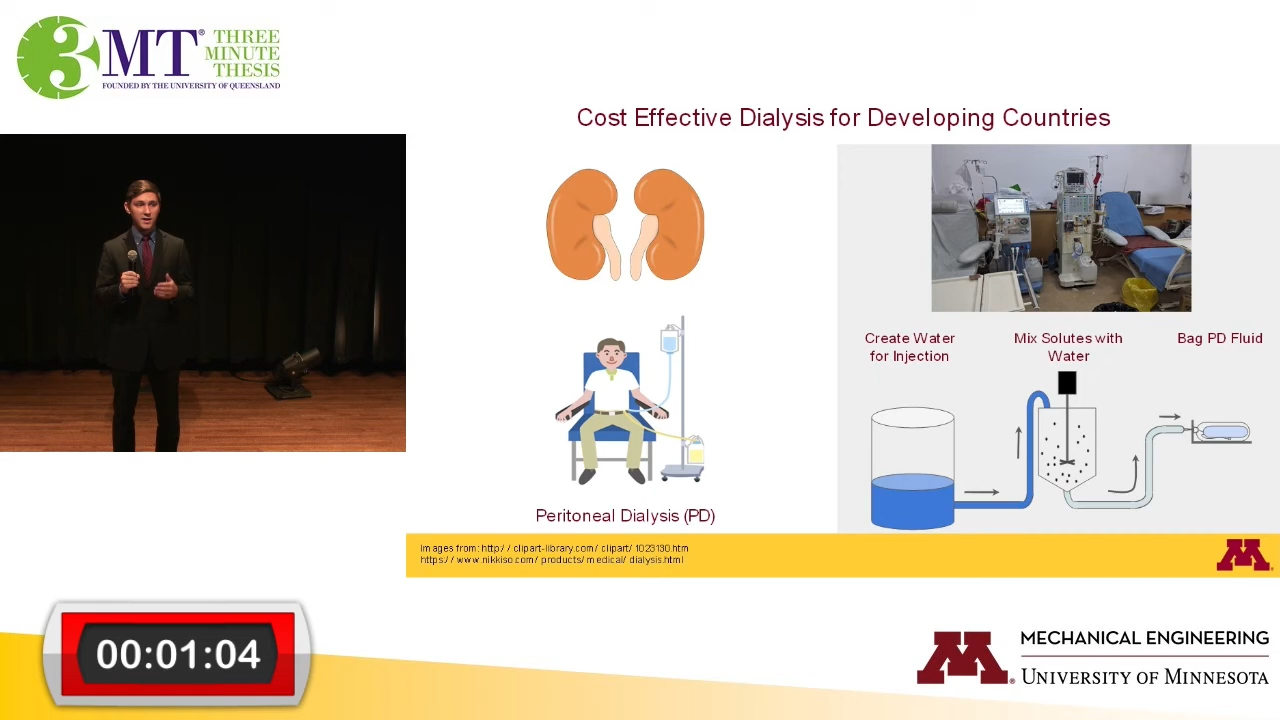 3MT® THREE
MINUTE
THESIS
FOUNDED BY THE UNIVERSITY OF QUEENSLAND
Cost Effective Dialysis for Developing Countries
Create Water
for Injection
Mix Solutes with
Water
Bag PD Fluid
Peritoneal Dialysis (PD)
Images from: http://clipart-library.com/clipart/1023130.htm
https://www.nikkiso.com/products/medical/dialysis.html
M®
00:01:04
M® MECHANICAL ENGINEERING
UNIVERSITY OF MINNESOTA